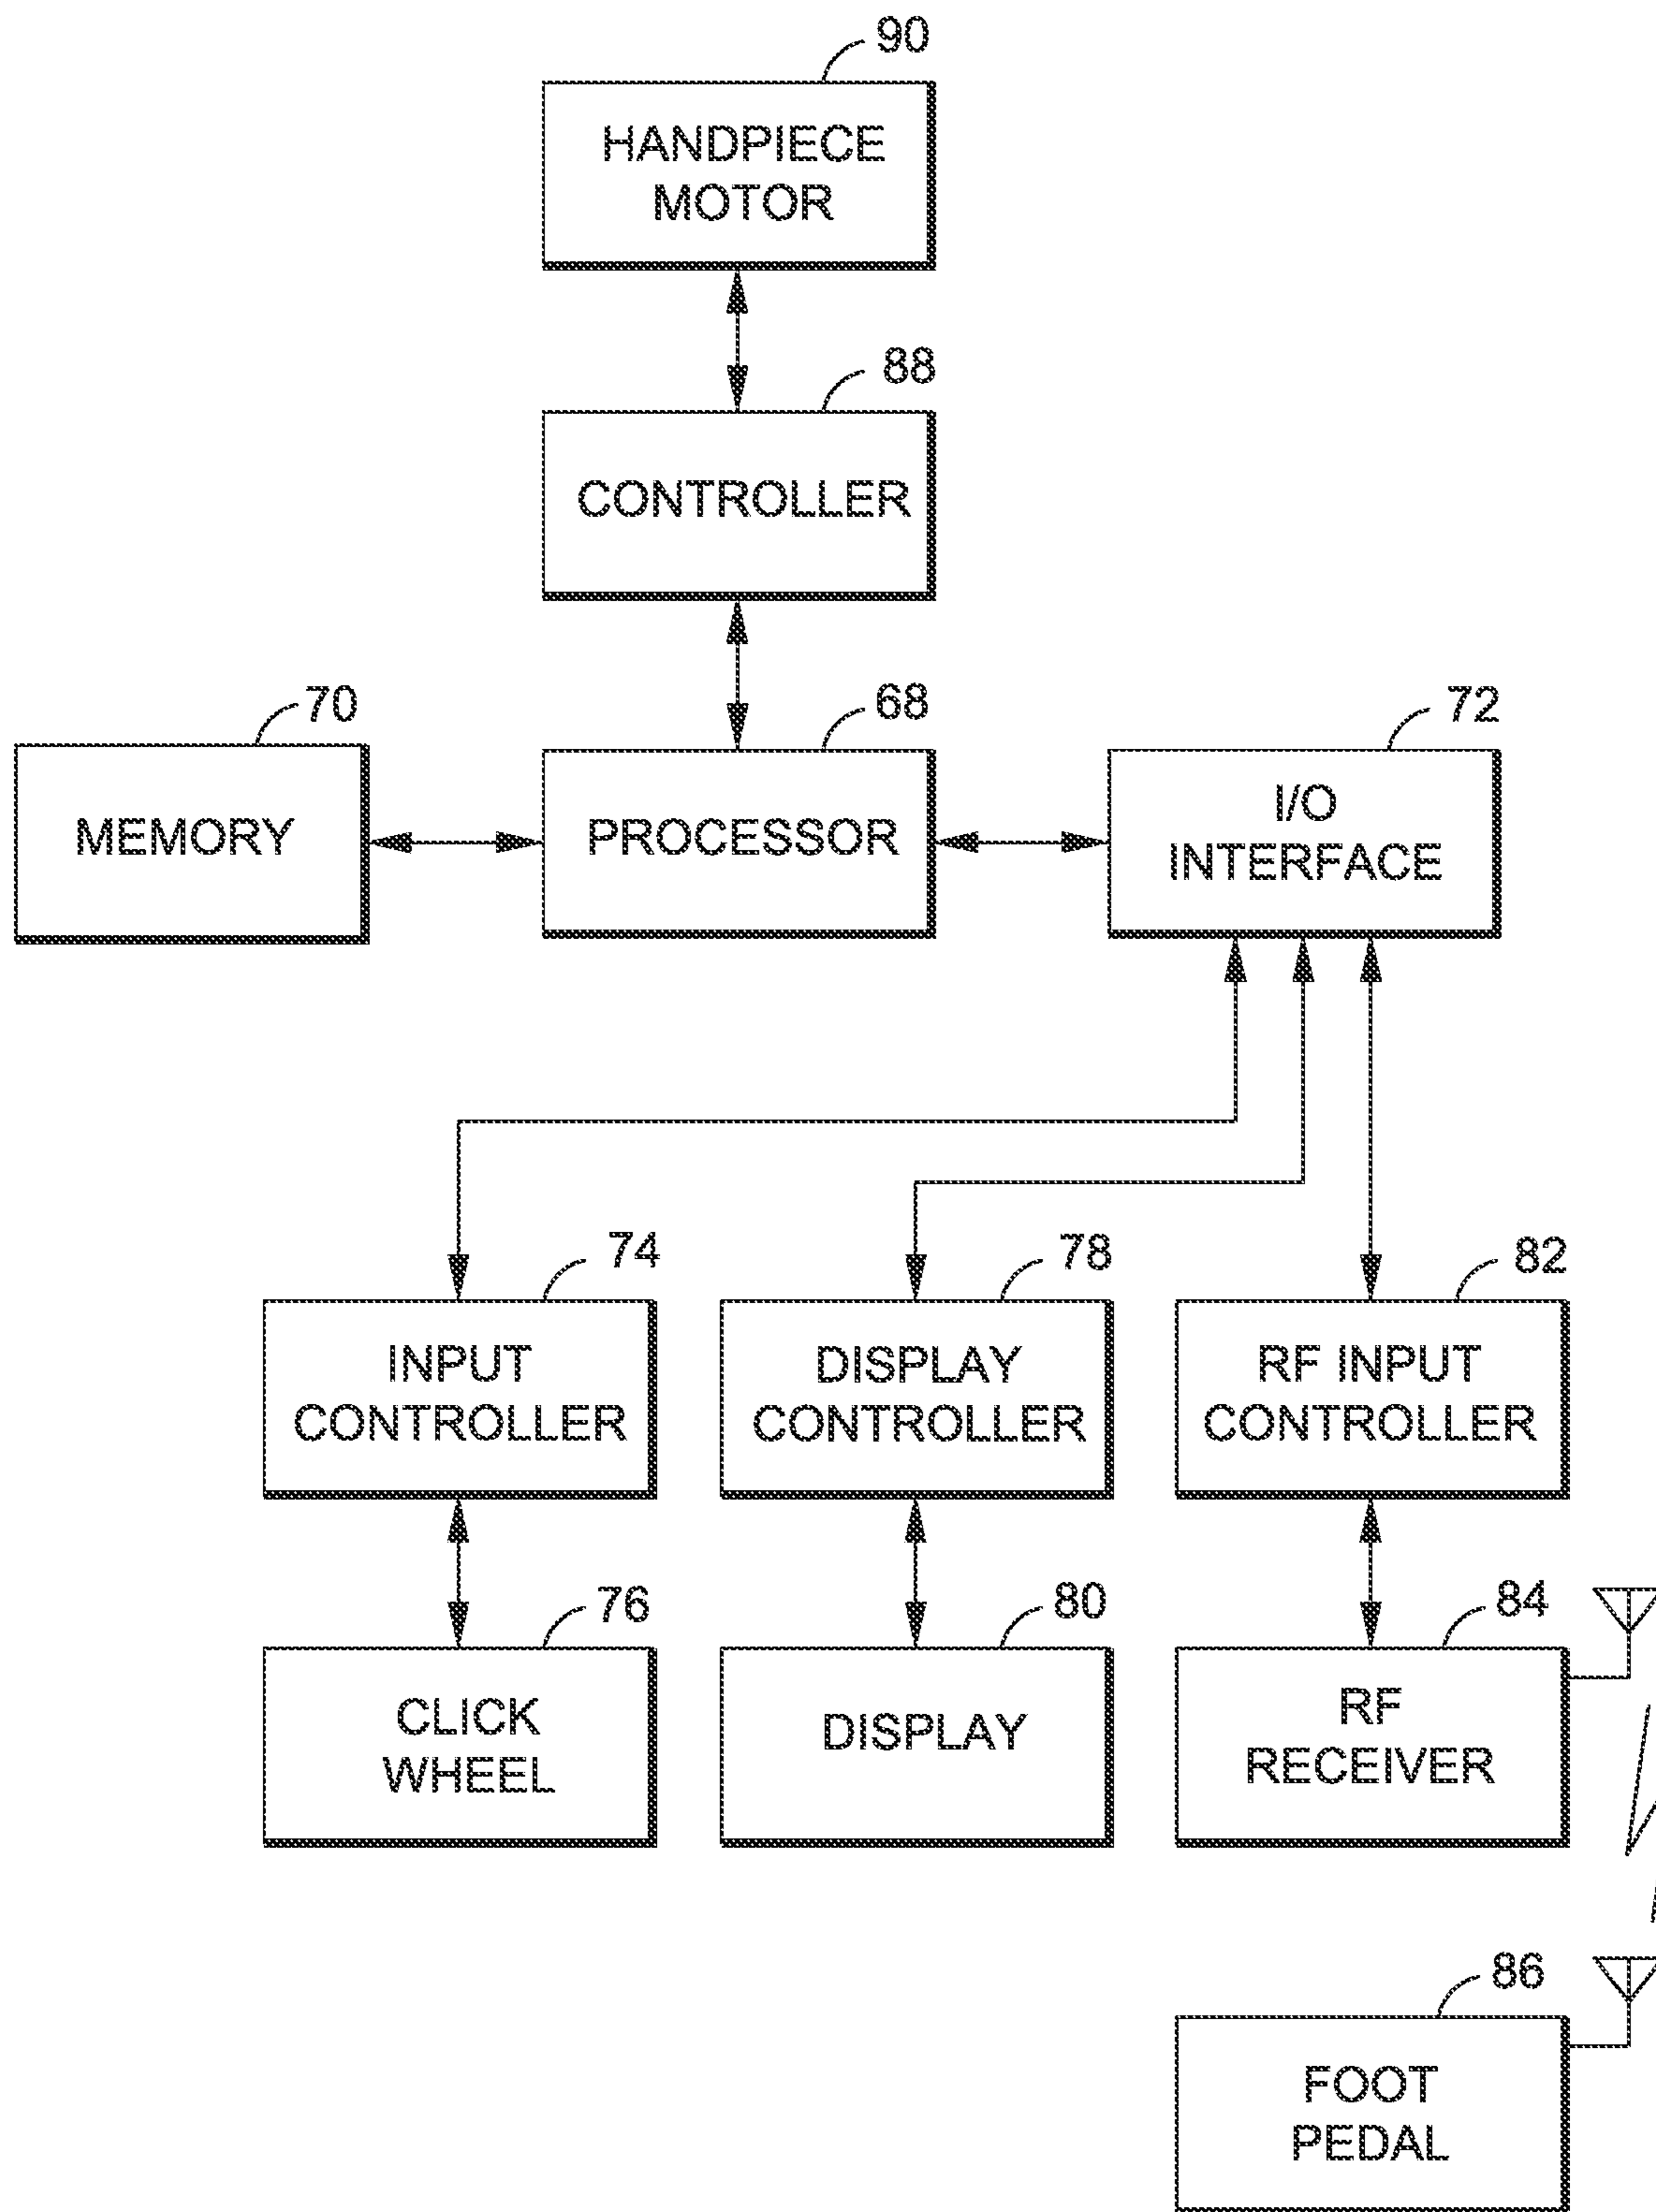 90
HANDPIECE
MOTOR
88
CONTROLLER
70
MEMORY
68
PROCESSOR
72
I/O
INTERFACE
74
INPUT
CONTROLLER
78
DISPLAY
CONTROLLER
82
RF INPUT
CONTROLLER
76
CLICK
WHEEL
80
DISPLAY
84
RF
RECEIVER
86
FOOT
PEDAL